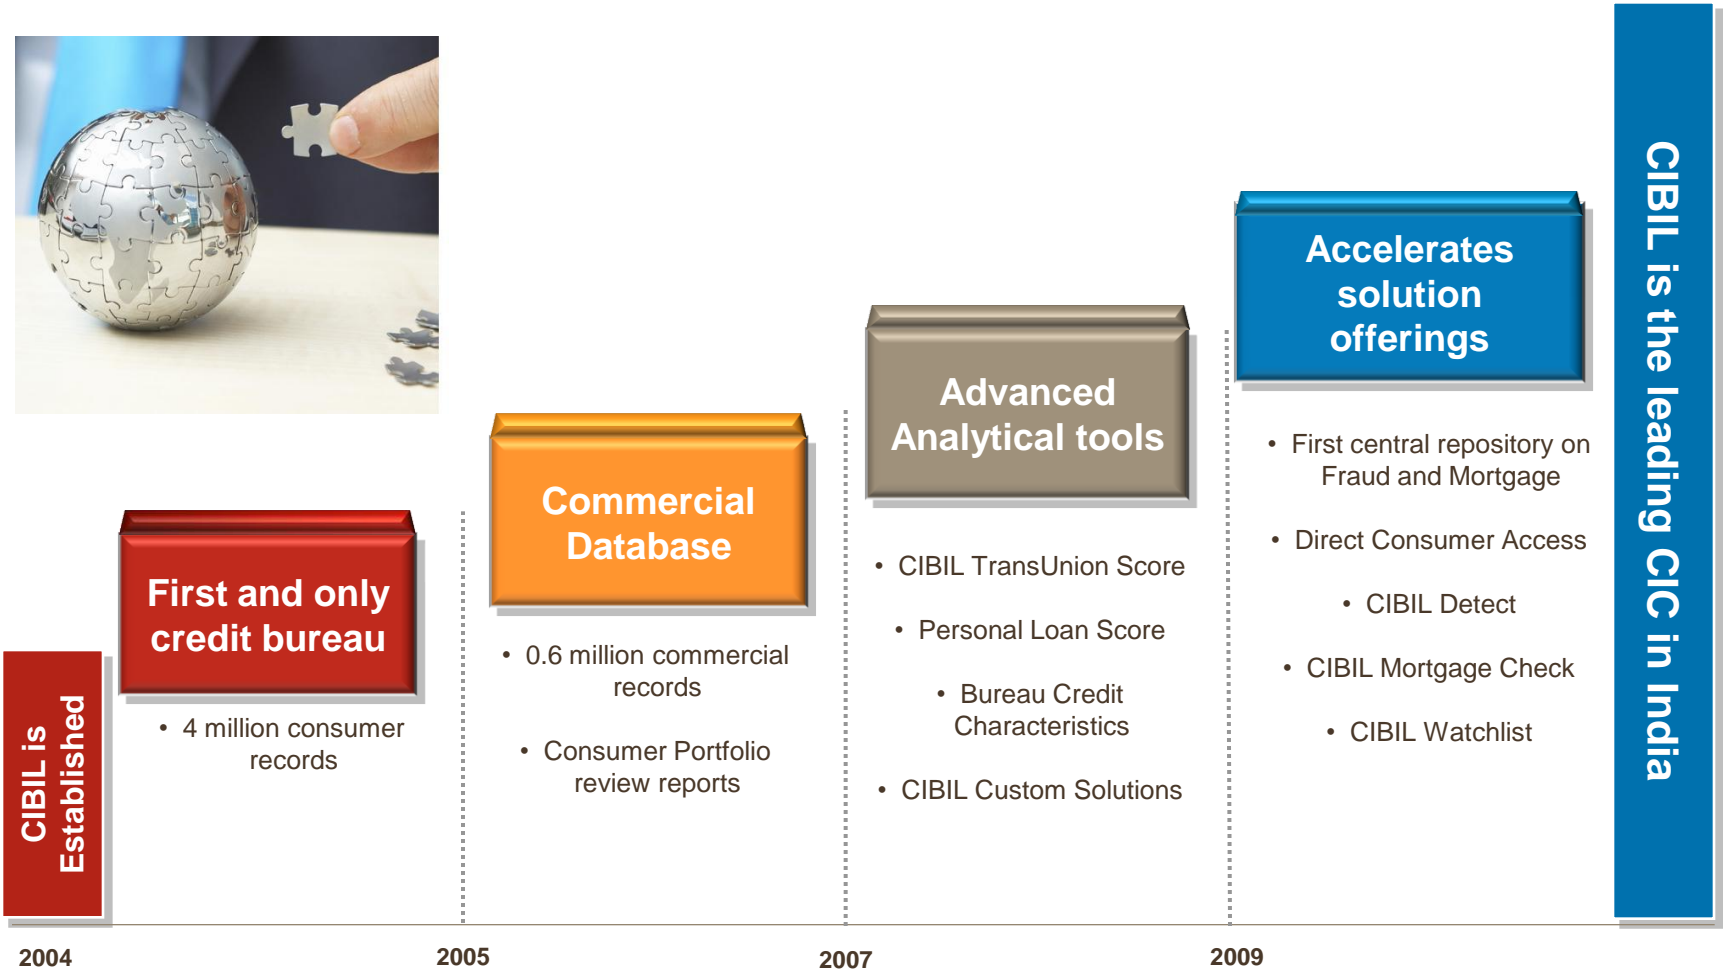 CIBIL is
Established
First and only
credit bureau
• 4 million consumer
records
Commercial
Database
• 0.6 million commercial
records
• Consumer Portfolio
review reports
Advanced
Analytical tools
• CIBIL TransUnion Score
• Personal Loan Score
• Bureau Credit
Characteristics
• CIBIL Custom Solutions
Accelerates
solution
offerings
• First central repository on
Fraud and Mortgage
• Direct Consumer Access
• CIBIL Detect
• CIBIL Mortgage Check
• CIBIL Watchlist
CIBIL is the leading CIC in India
2004
2005
2007
2009